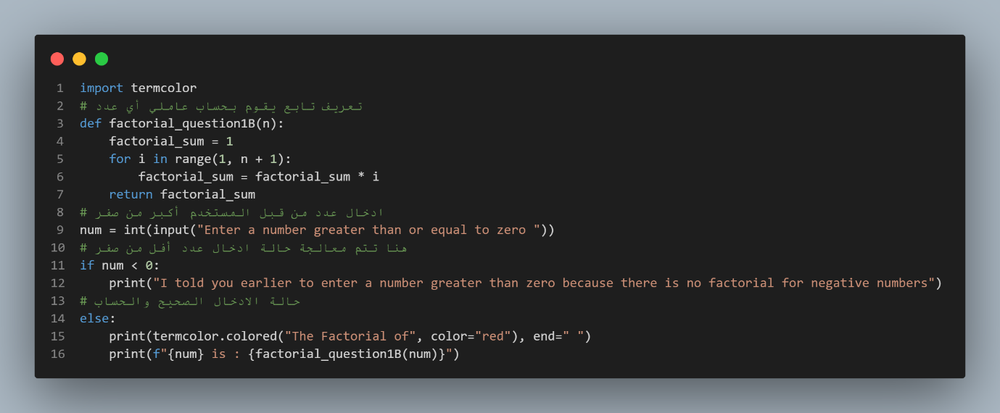 1 import termcolor
2 # تعريف تابع يقوم بحساب عاملي أي عدد
3 def factorial_question1B(n):
4     factorial_sum = 1
5     for i in range(1, n + 1):
6         factorial_sum = factorial_sum * i
7     return factorial_sum
8 # ادخال عدد من قبل المستخدم أكبر من صفر
9 num = int(input("Enter a number greater than or equal to zero "))
10 # هنا تتم معالجة حالة ادخال عدد أفل من صفر
11 if num < 0:
12     print("I told you earlier to enter a number greater than zero because there is no factorial for negative numbers")
13 # حالة الادخال الصحيح والحساب
14 else:
15     print(termcolor.colored("The Factorial of", color="red"), end=" ")
16     print(f"{num} is : {factorial_question1B(num)}")